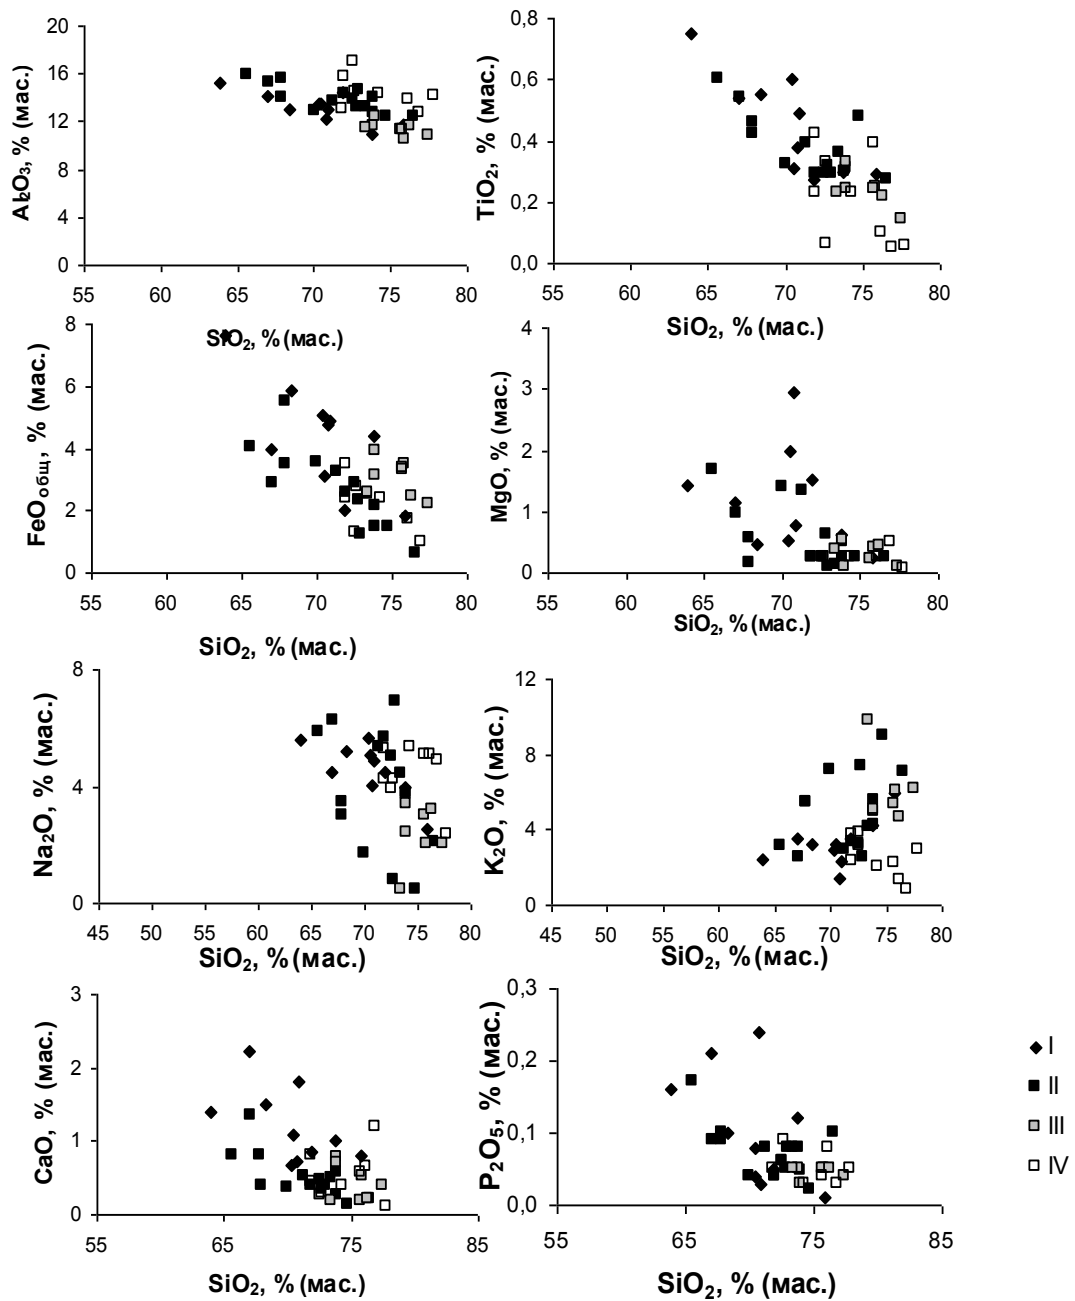 Al₂O₃, % (мас.)
20
16
12
8
4
0
55 60 65 70 75 80
SiO₂, % (мас.)
TiO₂, % (мас.)
0,8
0,6
0,4
0,2
0,0
55 60 65 70 75 80
SiO₂, % (мас.)
FeOобщ, % (мас.)
8
6
4
2
0
55 60 65 70 75 80
SiO₂, % (мас.)
MgO, % (мас.)
4
3
2
1
0
55 60 65 70 75 80
SiO₂, % (мас.)
Na₂O, % (мас.)
8
4
0
45 50 55 60 65 70 75 80
SiO₂, % (мас.)
K₂O, % (мас.)
12
8
4
0
45 50 55 60 65 70 75 80
SiO₂, % (мас.)
CaO, % (мас.)
3
2
1
0
55 65 75 85
SiO₂, % (мас.)
P₂O₅, % (мас.)
0,3
0,2
0,1
0,0
55 65 75 85
SiO₂, % (мас.)
I
II
III
IV